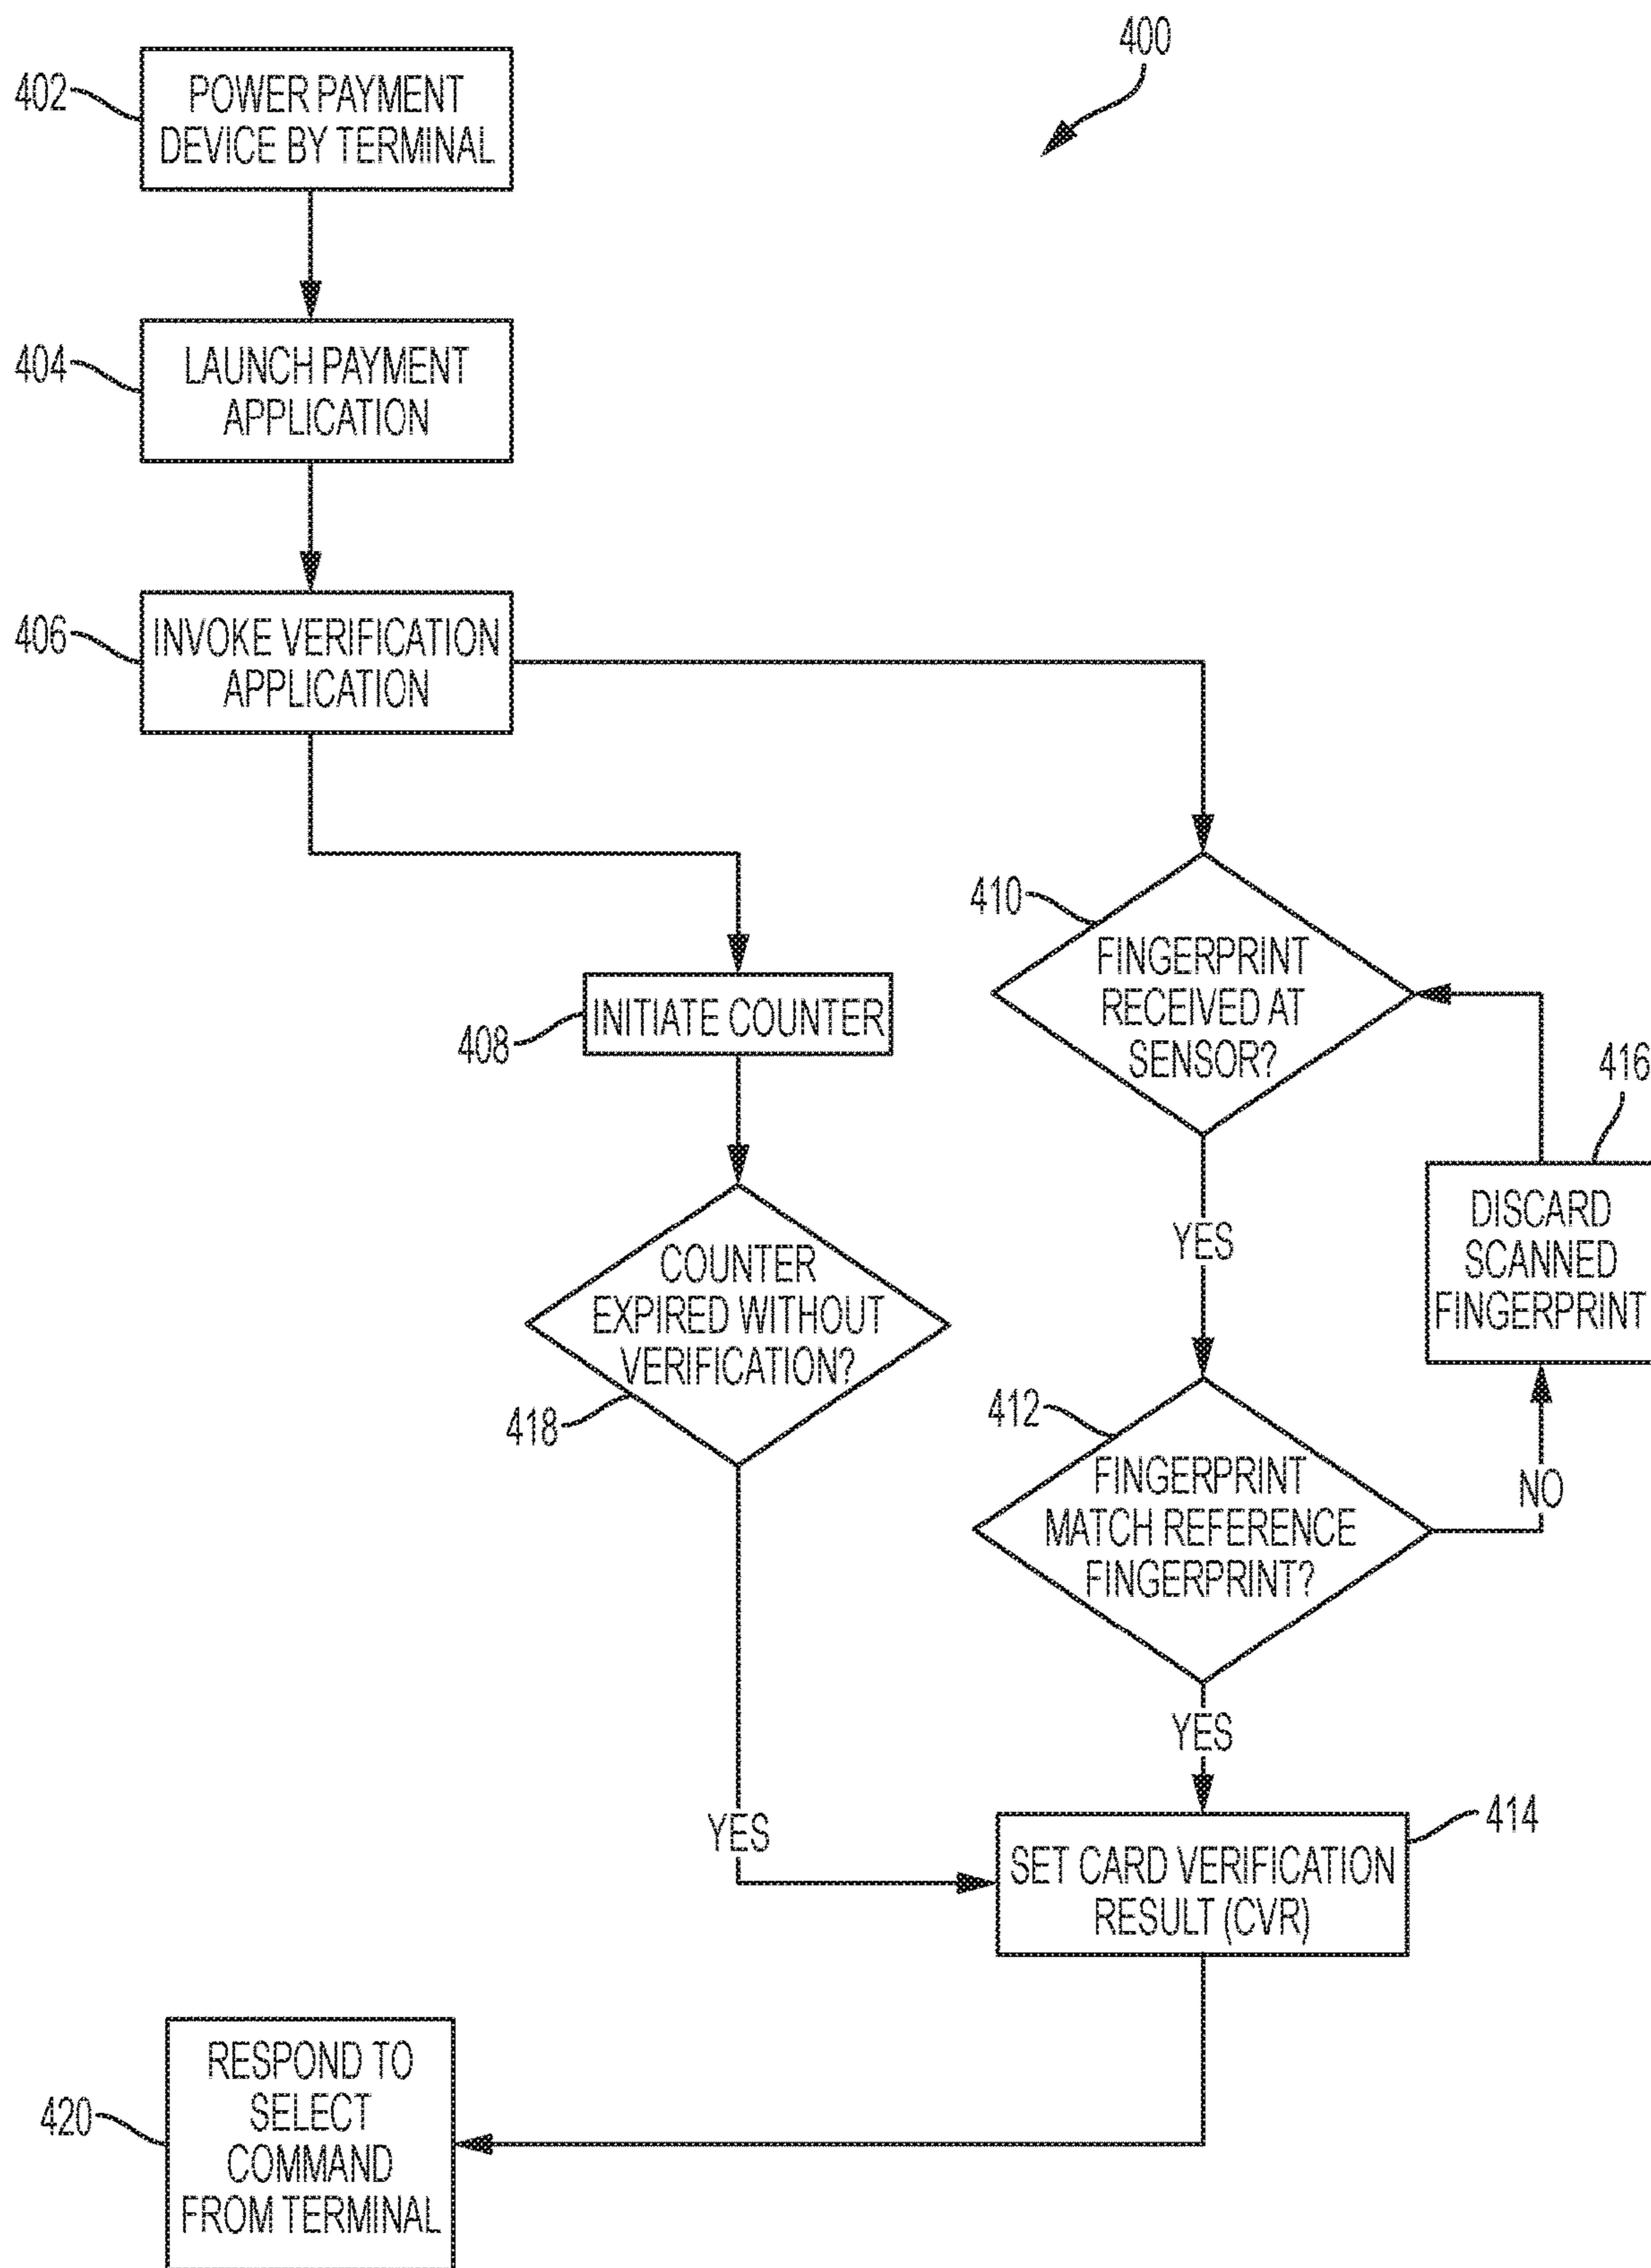 400
402
POWER PAYMENT
DEVICE BY TERMINAL
404
LAUNCH PAYMENT
APPLICATION
406
INVOKE VERIFICATION
APPLICATION
408
INITIATE COUNTER
410
FINGERPRINT
RECEIVED AT
SENSOR?
416
DISCARD
SCANNED
FINGERPRINT
YES
COUNTER
EXPIRED WITHOUT
VERIFICATION?
418
412
FINGERPRINT
MATCH REFERENCE
FINGERPRINT?
NO
YES
YES
414
SET CARD VERIFICATION
RESULT (CVR)
420
RESPOND TO
SELECT
COMMAND
FROM TERMINAL